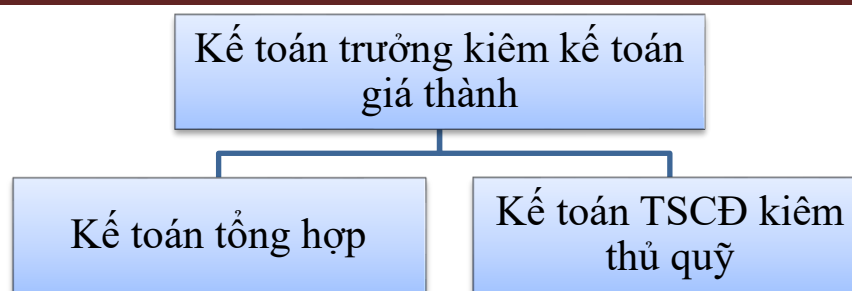 Kế toán trưởng kiêm kế toán
giá thành
Kế toán tổng hợp
Kế toán TSCĐ kiêm
thủ quỹ